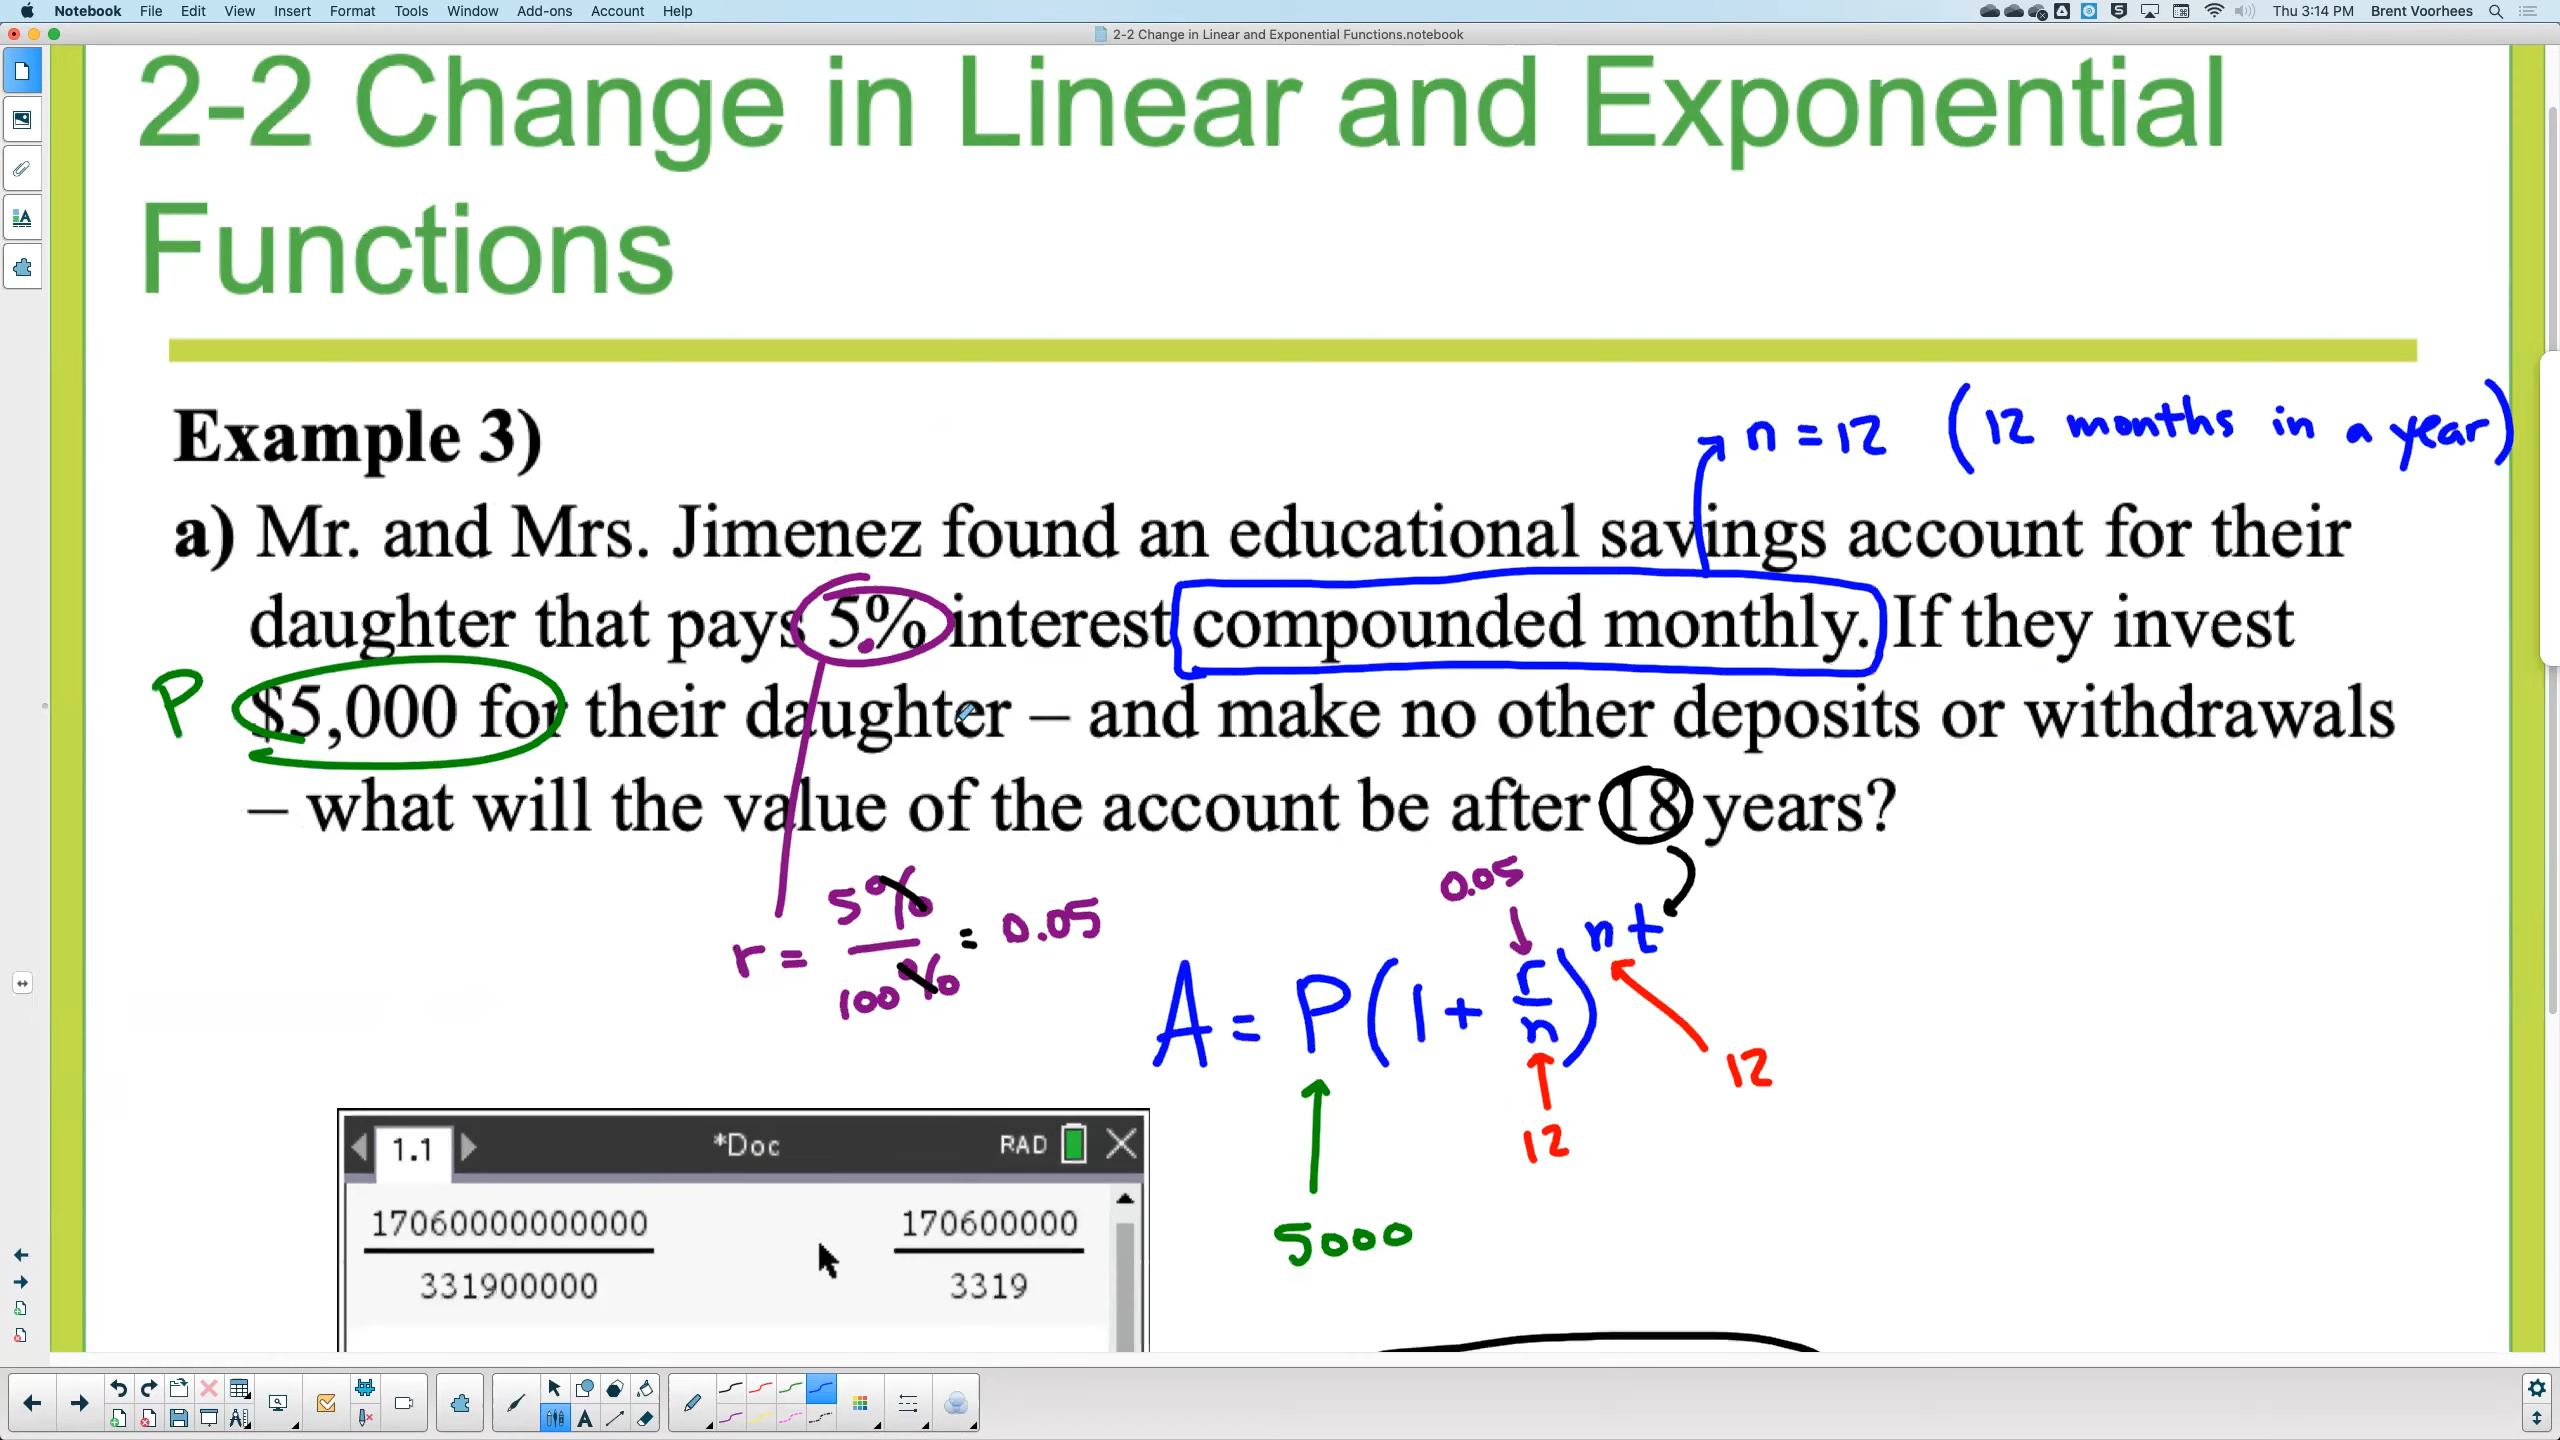 Notebook File Edit View Insert Format Tools Window Add-ons Account Help Thu 3:14 PM Brent Voorhees
2-2 Change in Linear and Exponential Functions.notebook
2-2 Change in Linear and Exponential
Functions
Example 3)
n = 12 (12 months in a year)
a) Mr. and Mrs. Jimenez found an educational savings account for their
daughter that pays 5% interest compounded monthly. If they invest
P $5,000 for their daughter – and make no other deposits or withdrawals
– what will the value of the account be after 18 years?
r = 5%/100% = 0.05
0.05
A = P(1 + r/n)^nt
12
12
5000
1.1 *Doc RAD
17060000000000/331900000 170600000/3319